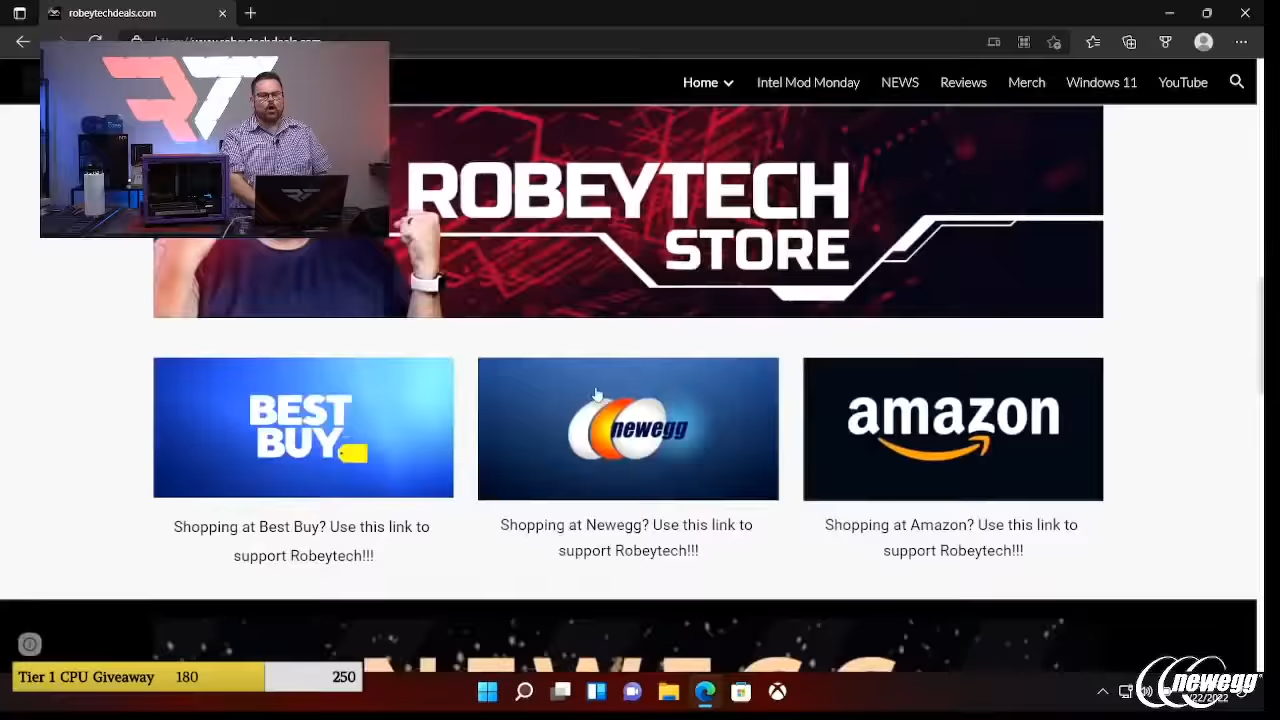 robeytechdeals.com
Home
Intel Mod Monday
NEWS
Reviews
Merch
Windows 11
YouTube
RT
ROBEYTECH
STORE
BEST
BUY
newegg
amazon
Shopping at Best Buy? Use this link to
support Robeytech!!!
Shopping at Newegg? Use this link to
support Robeytech!!!
Shopping at Amazon? Use this link to
support Robeytech!!!
NEWEGG
Tier 1 CPU Giveaway 180 250
newegg